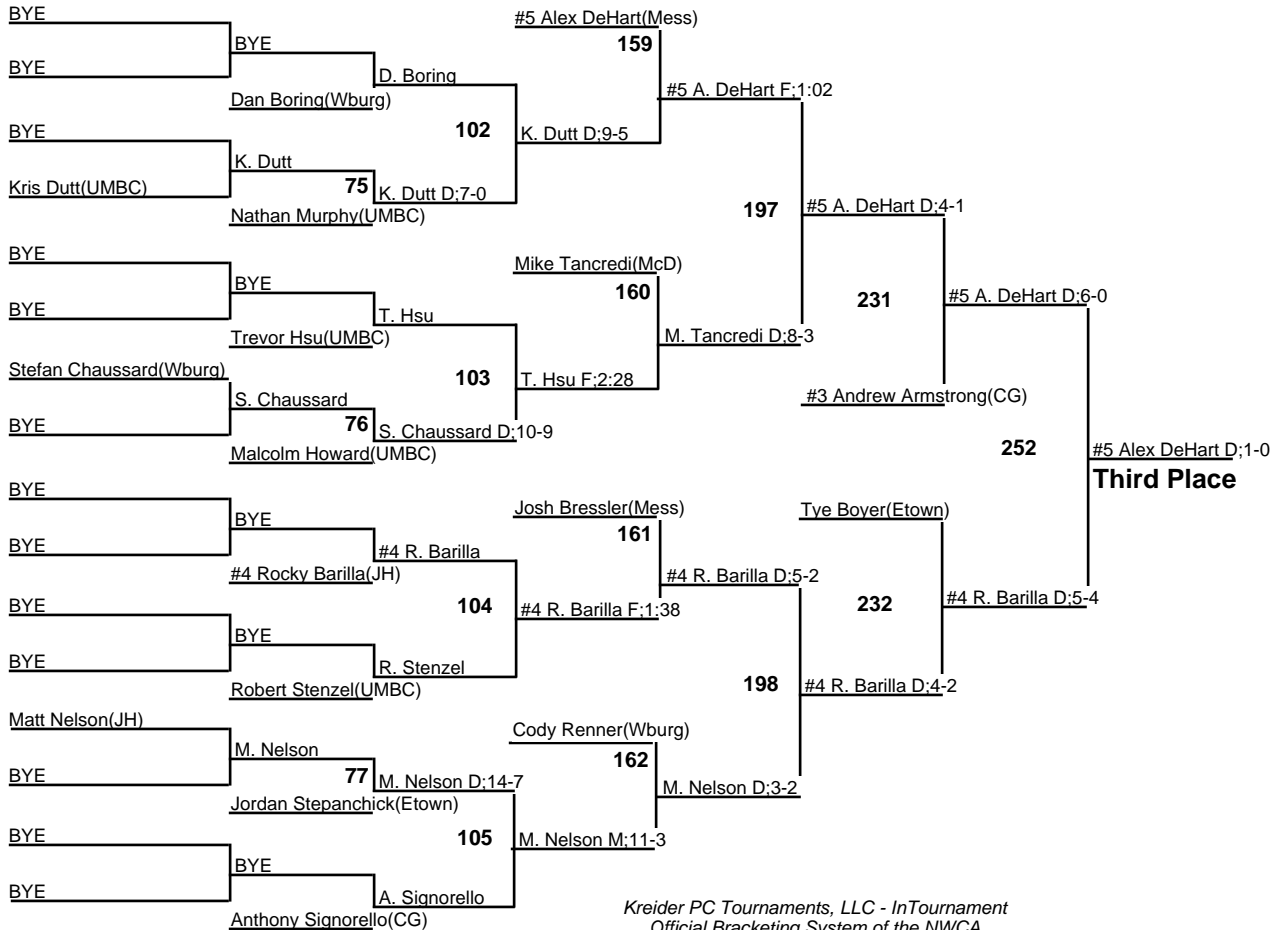 BYE
#5 Alex DeHart(Mess)
BYE
159
BYE
D. Boring
#5 A. DeHart F;1:02
Dan Boring(Wburg)
102
K. Dutt D;9-5
BYE
K. Dutt
Kris Dutt(UMBC)
75
K. Dutt D;7-0
Nathan Murphy(UMBC)
197
#5 A. DeHart D;4-1
BYE
Mike Tancredi(McD)
BYE
160
231
#5 A. DeHart D;6-0
BYE
T. Hsu
Trevor Hsu(UMBC)
M. Tancredi D;8-3
Stefan Chaussard(Wburg)
103
T. Hsu F;2:28
S. Chaussard
#3 Andrew Armstrong(CG)
BYE
76
S. Chaussard D;10-9
Malcolm Howard(UMBC)
252
#5 Alex DeHart D;1-0
Third Place
BYE
Josh Bressler(Mess)
Tye Boyer(Etown)
BYE
161
BYE
#4 R. Barilla
#4 Rocky Barilla(JH)
#4 R. Barilla D;5-2
104
#4 R. Barilla F;1:38
232
#4 R. Barilla D;5-4
BYE
BYE
BYE
R. Stenzel
Robert Stenzel(UMBC)
198
#4 R. Barilla D;4-2
Matt Nelson(JH)
Cody Renner(Wburg)
M. Nelson
162
BYE
77
M. Nelson D;14-7
M. Nelson D;3-2
Jordan Stepanchick(Etown)
105
M. Nelson M;11-3
BYE
BYE
BYE
A. Signorello
Anthony Signorello(CG)
Kreider PC Tournaments, LLC - InTournament
Official Bracketing System of the NWCA